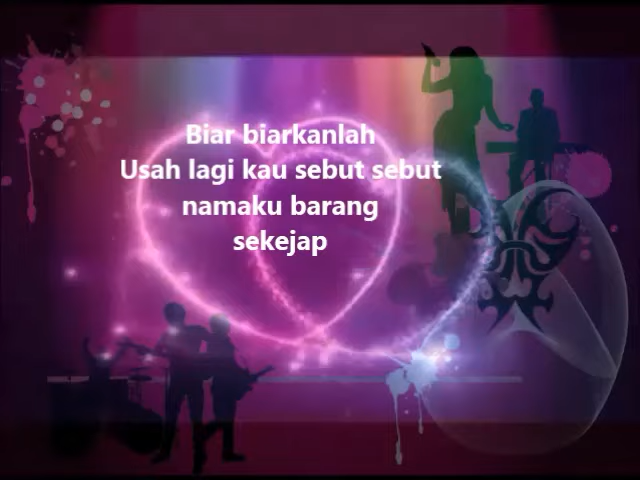 Biar biarkanlah
Usah lagi kau sebut sebut
namaku barang
sekejap